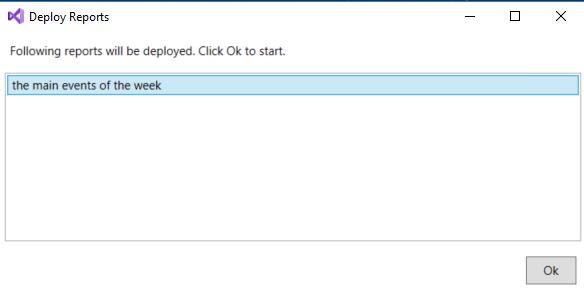 Deploy Reports
Following reports will be deployed. Click Ok to start.
the main events of the week
Ok